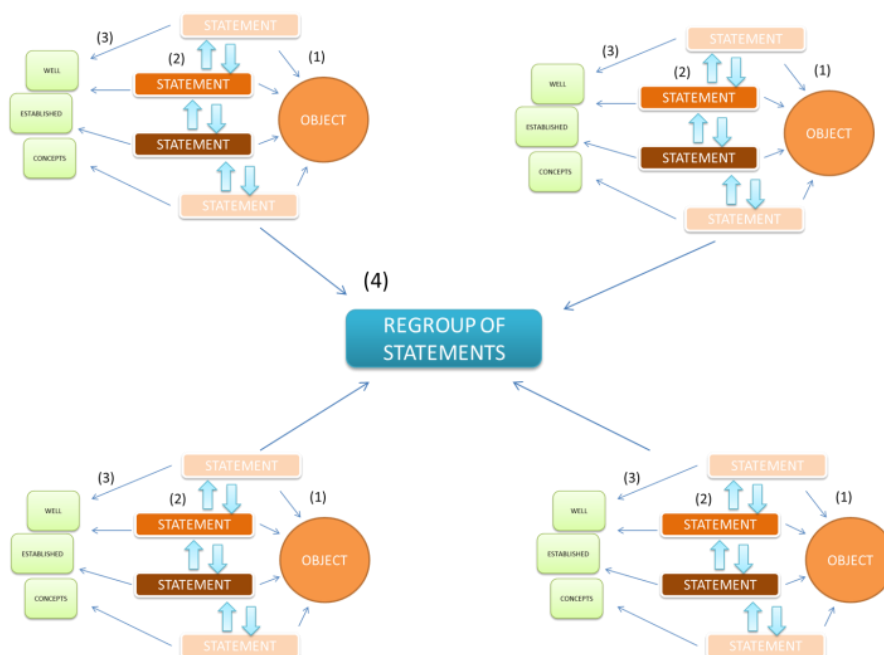 STATEMENT
(3)
(1)
(2)
WELL
STATEMENT
ESTABLISHED
OBJECT
STATEMENT
CONCEPTS
STATEMENT
STATEMENT
(3)
(1)
(2)
WELL
STATEMENT
ESTABLISHED
OBJECT
STATEMENT
CONCEPTS
STATEMENT
(4)
REGROUP OF
STATEMENTS
STATEMENT
(3)
(1)
(2)
WELL
STATEMENT
ESTABLISHED
OBJECT
STATEMENT
CONCEPTS
STATEMENT
STATEMENT
(3)
(1)
(2)
WELL
STATEMENT
ESTABLISHED
OBJECT
STATEMENT
CONCEPTS
STATEMENT